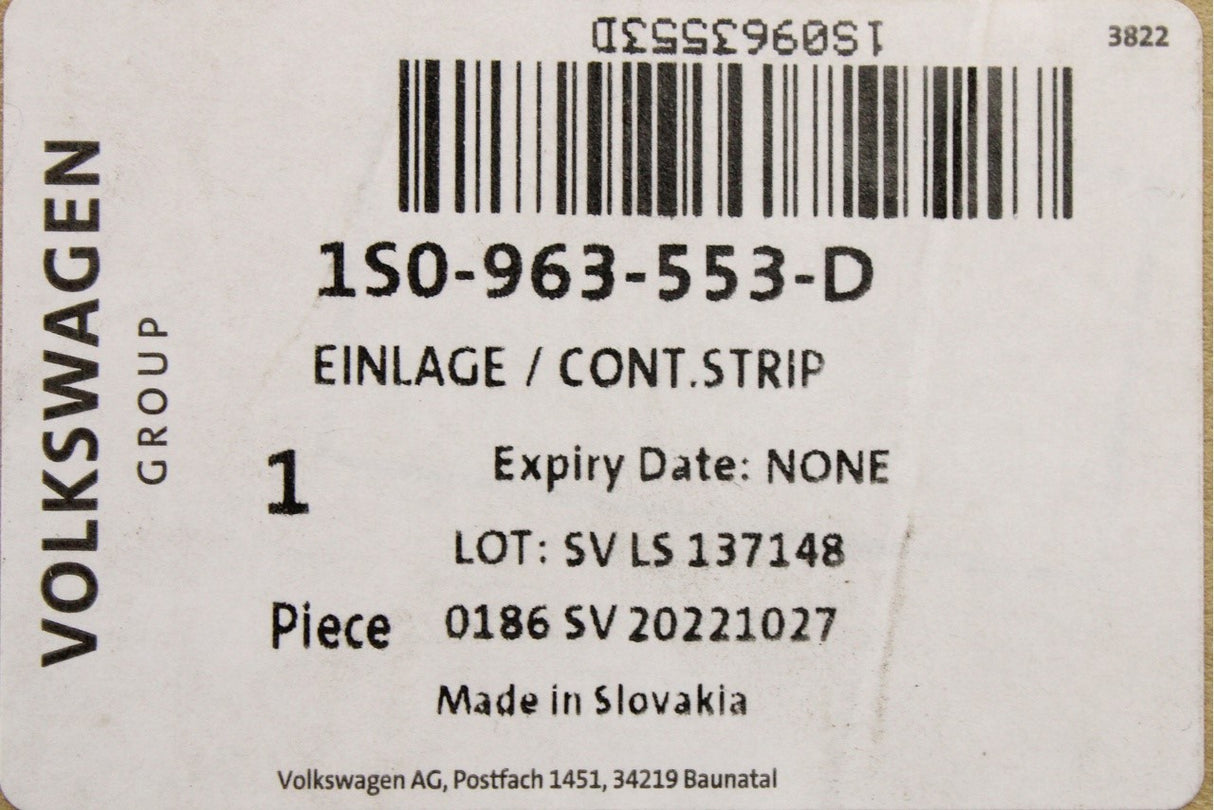 1S0963553D
3822
VOLKSWAGEN
GROUP
1S0-963-553-D
EINLAGE / CONT.STRIP
1
Expiry Date: NONE
LOT: SV LS 137148
Piece 0186 SV 20221027
Made in Slovakia
Volkswagen AG, Postfach 1451, 34219 Baunatal